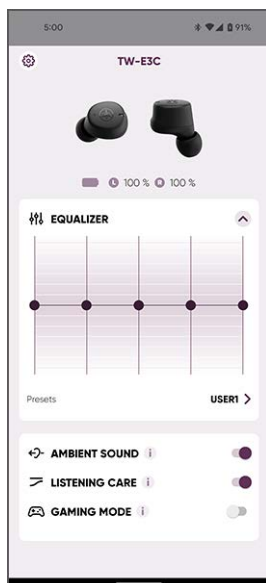 5:00 91%
TW-E3C
L 100 % R 100 %
EQUALIZER
Presets USER1
AMBIENT SOUND i
LISTENING CARE i
GAMING MODE i